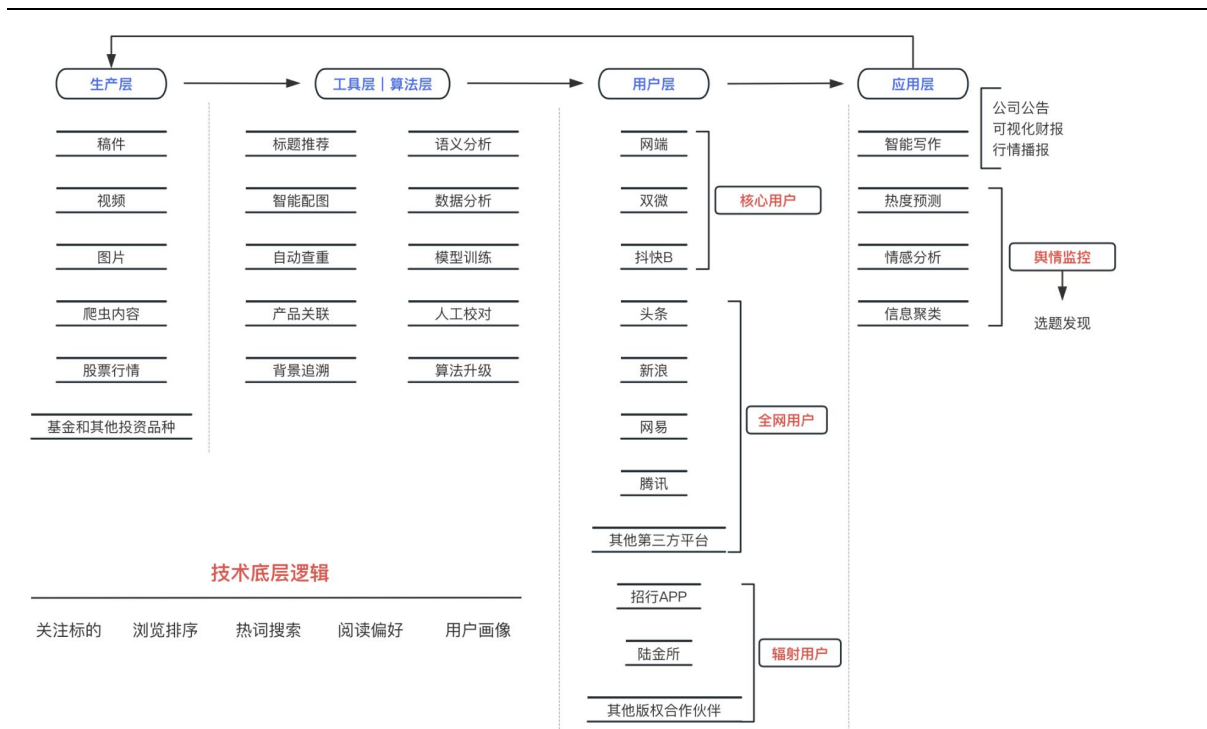 生产层
工具层|算法层
用户层
应用层
稿件
视频
图片
爬虫内容
股票行情
基金和其他投资品种
标题推荐
智能配图
自动查重
产品关联
背景追溯
语义分析
数据分析
模型训练
人工校对
算法升级
网端
双微
抖快B
核心用户
头条
新浪
网易
腾讯
其他第三方平台
全网用户
招行APP
陆金所
其他版权合作伙伴
辐射用户
智能写作
公司公告
可视化财报
行情播报
热度预测
情感分析
信息聚类
舆情监控
选题发现
技术底层逻辑
关注标的
浏览排序
热词搜索
阅读偏好
用户画像